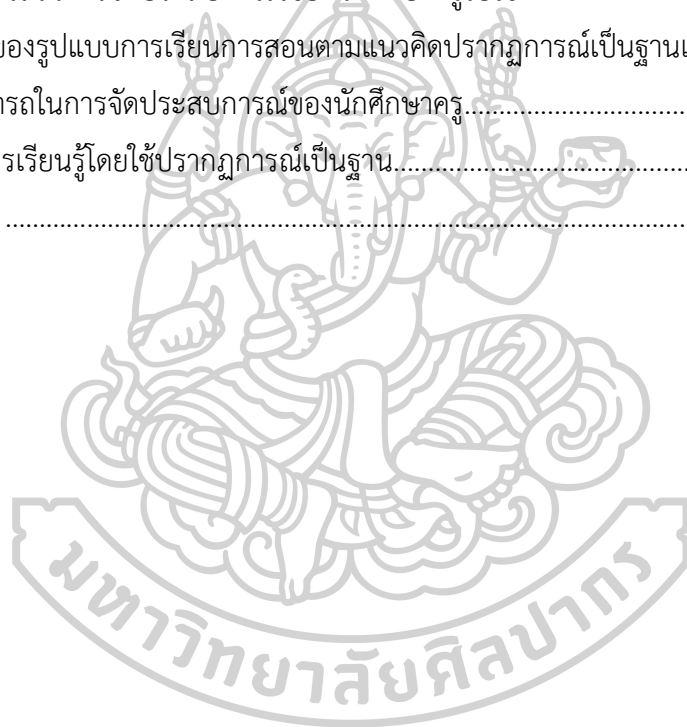 ของรูปแบบการเรียนการสอนตามแนวคิดปรากฏการณ์เป็นฐาน
ารถในการจัดประสบการณ์ของนักศึกษาครู................................
รเรียนรู้โดยใช้ปรากฏการณ์เป็นฐาน................................................
................................................................................................
มหาวิทยาลัยศิลปากร